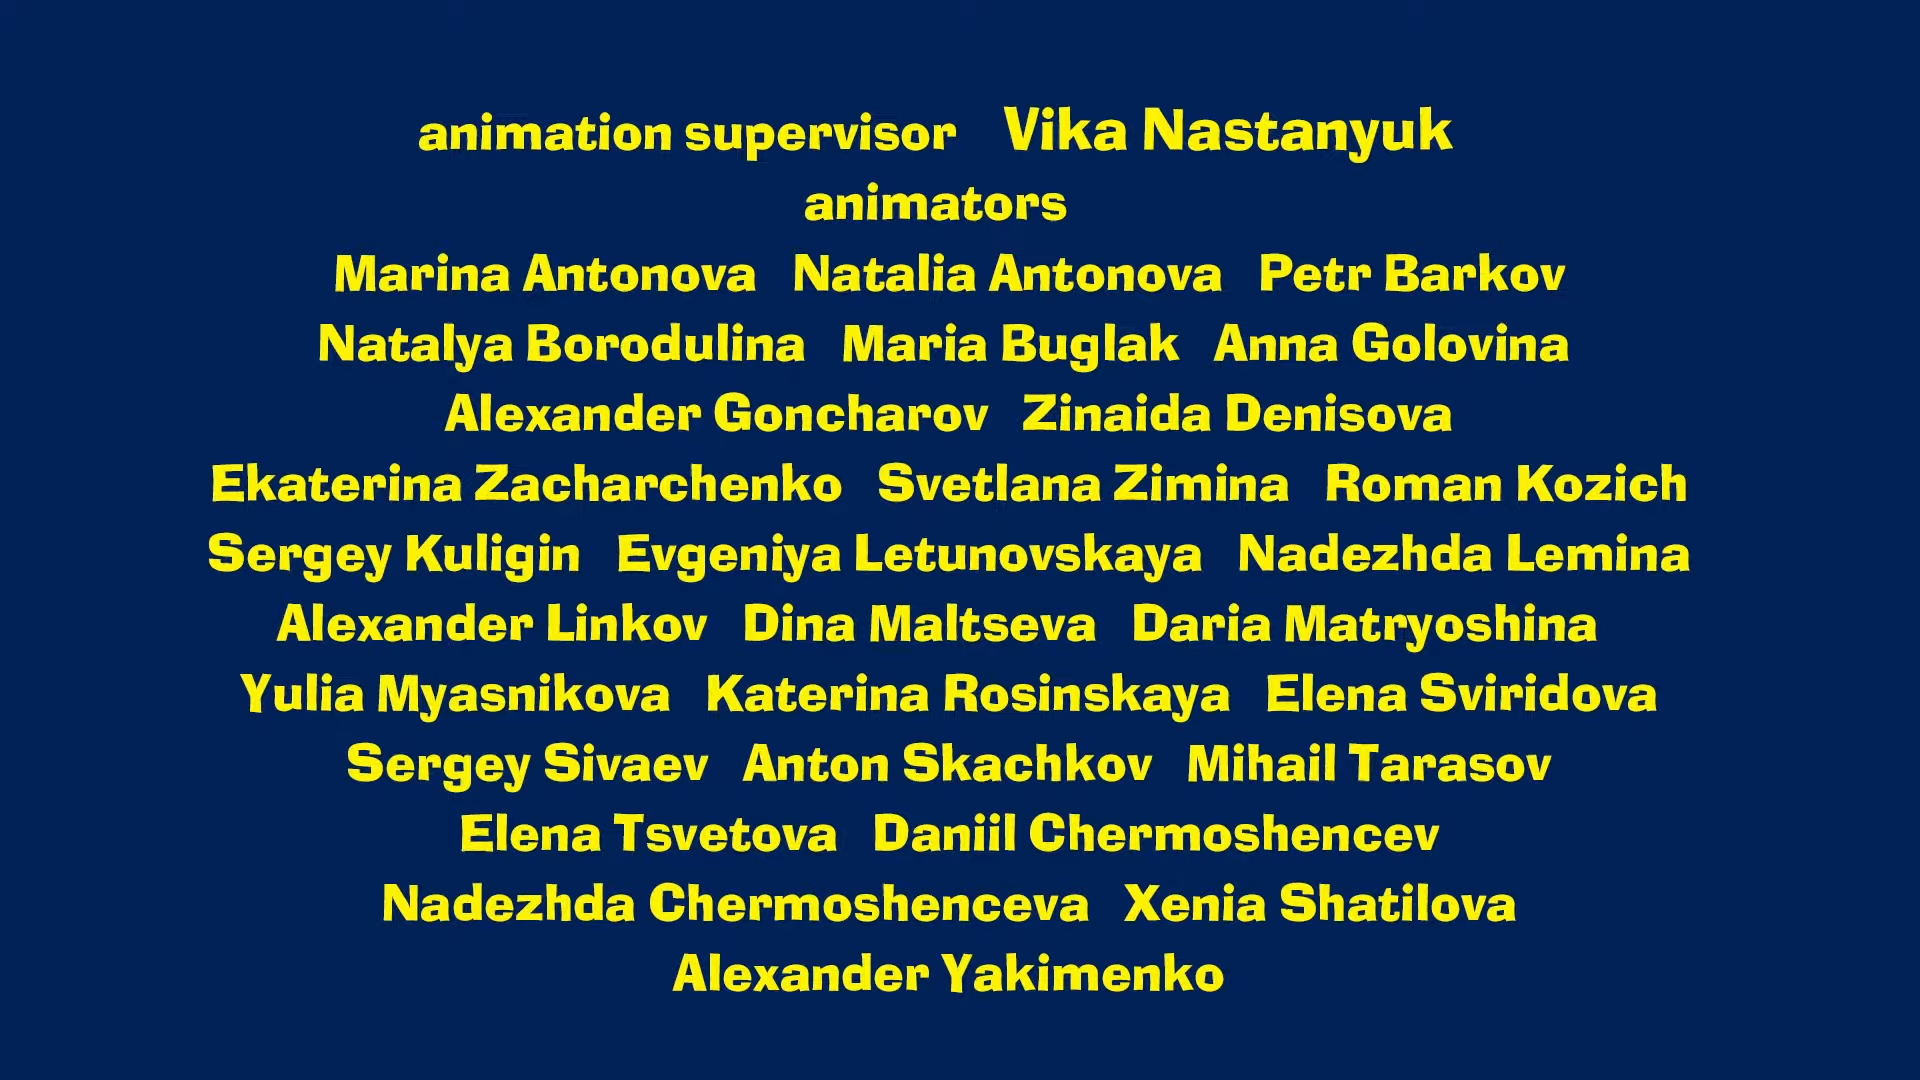 animation supervisor Vika Nastanyuk
animators
Marina Antonova Natalia Antonova Petr Barkov
Natalya Borodulina Maria Buglak Anna Golovina
Alexander Goncharov Zinaida Denisova
Ekaterina Zacharchenko Svetlana Zimina Roman Kozich
Sergey Kuligin Evgeniya Letunovskaya Nadezhda Lemina
Alexander Linkov Dina Maltseva Daria Matryoshina
Yulia Myasnikova Katerina Rosinskaya Elena Sviridova
Sergey Sivaev Anton Skachkov Mihail Tarasov
Elena Tsvetova Daniil Chermoshencev
Nadezhda Chermoshenceva Xenia Shatilova
Alexander Yakimenko